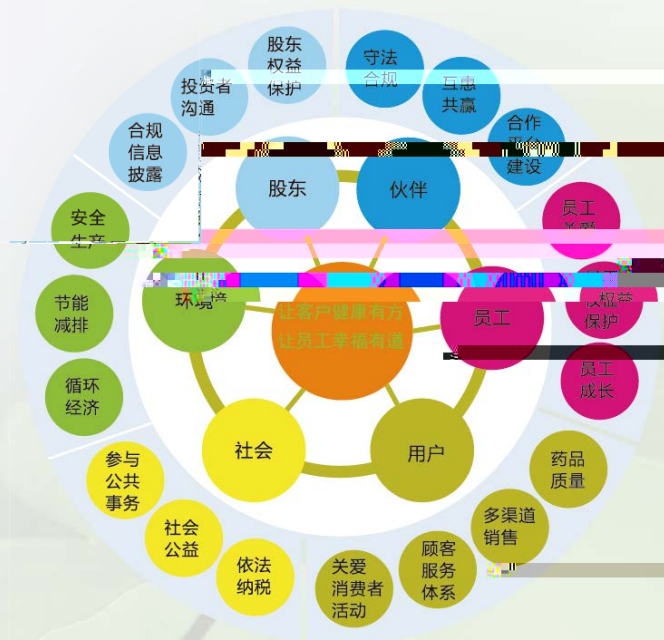 股东
权益
保护
守法
合规
投资者
沟通
互惠
共赢
合规
信息
披露
合作
平台
建设
股东
伙伴
安全
生产
员工
关爱
节能
减排
环境
让客户健康有方
让员工幸福有道
员工
权益
保护
循环
经济
员工
成长
社会
用户
参与
公共
事务
药品
质量
社会
公益
多渠道
销售
依法
纳税
关爱
消费者
活动
顾客
服务
体系